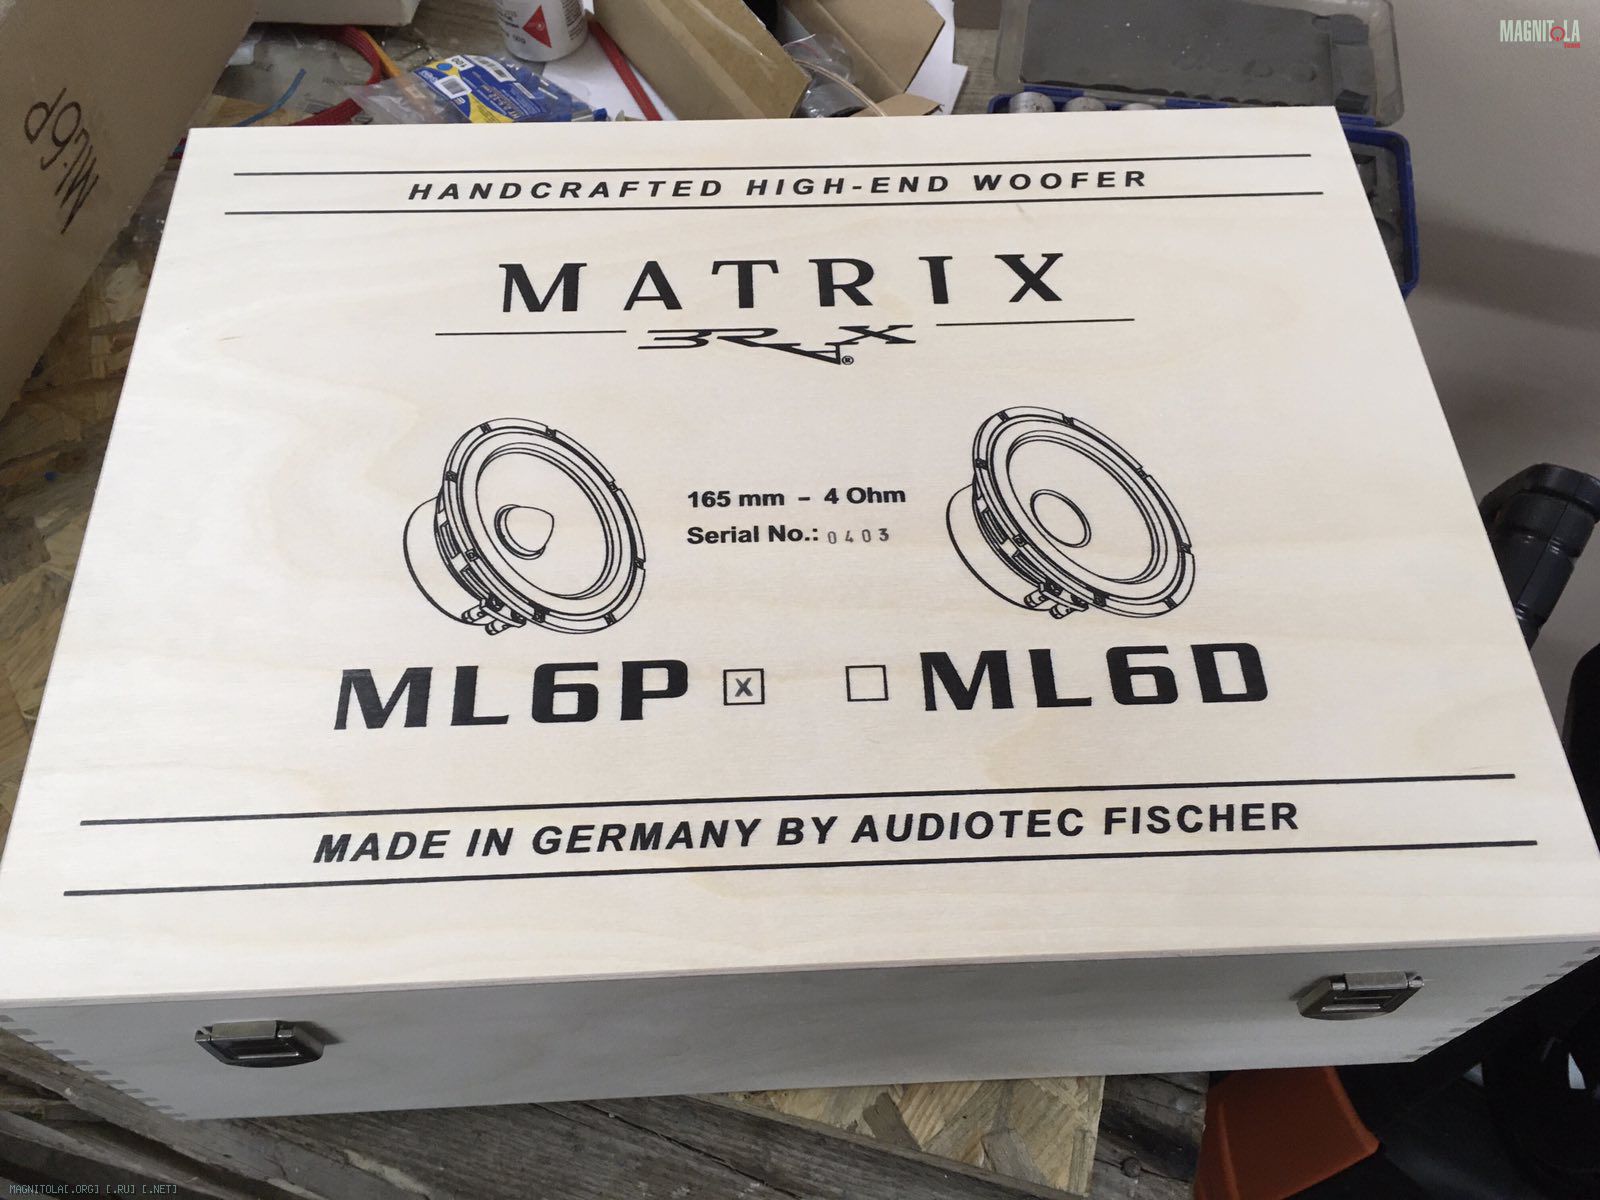 MAGNITOLA
ML6P
HANDCRAFTED HIGH-END WOOFER
MATRIX
BRAX®
165 mm - 4 Ohm
Serial No.: 0403
ML6P x ML6D
MADE IN GERMANY BY AUDIOTEC FISCHER
MAGNITOLA[.ORG] [.RU] [.NET]